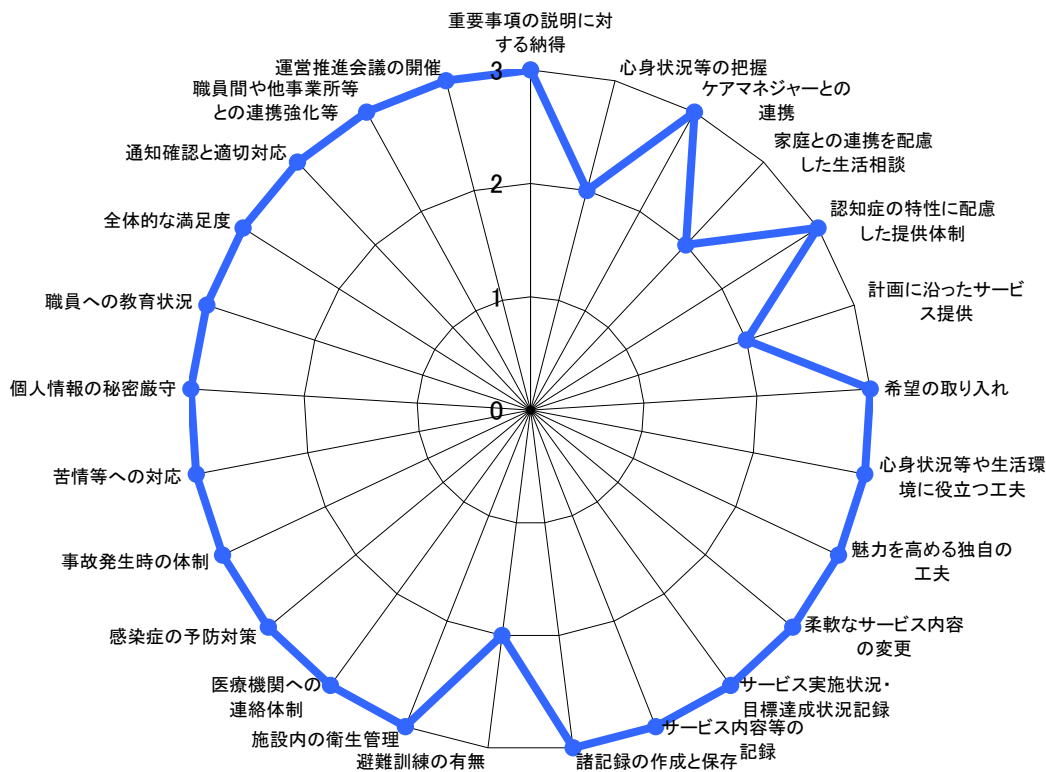 重要事項の説明に対
する納得
心身状況等の把握
ケアマネジャーとの
連携
家庭との連携を配慮
した生活相談
認知症の特性に配慮
した提供体制
計画に沿ったサービ
ス提供
希望の取り入れ
心身状況等や生活環
境に役立つ工夫
魅力を高める独自の
工夫
柔軟なサービス内容
の変更
サービス実施状況・
目標達成状況記録
サービス内容等の
記録
諸記録の作成と保存
避難訓練の有無
施設内の衛生管理
医療機関への
連絡体制
感染症の予防対策
事故発生時の体制
苦情等への対応
個人情報の秘密厳守
職員への教育状況
全体的な満足度
通知確認と適切対応
職員間や他事業所等
との連携強化等
運営推進会議の開催
3
2
1
0